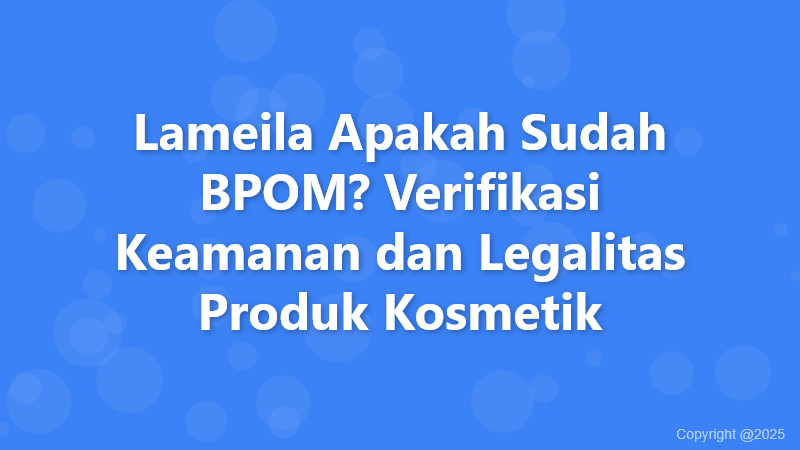 Lameila Apakah Sudah
BPOM? Verifikasi
Keamanan dan Legalitas
Produk Kosmetik
Copyright @2025